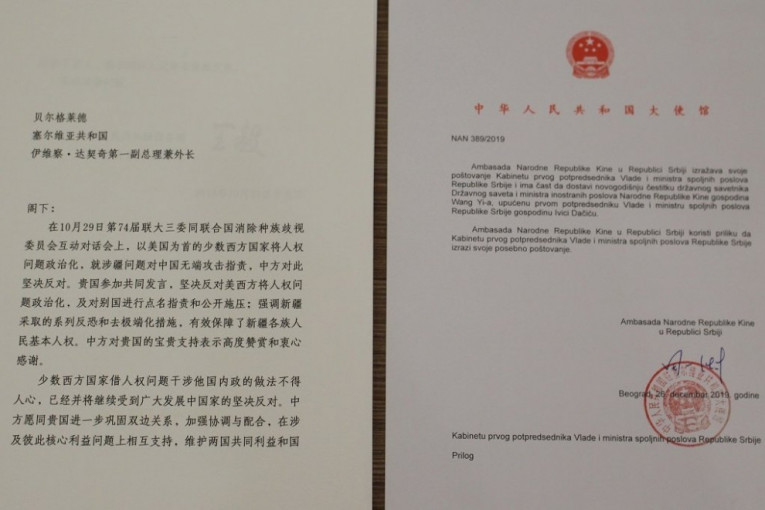 贝尔格莱德
塞尔维亚共和国
伊维察·达契奇第一副总理兼外长
阁下：
在10月29日第74届联大三委同联合国消除种族歧视
委员会互动对话会上，以美国为首的少数西方国家将人权
问题政治化，就涉疆问题对中国无端攻击指责，中方对此
坚决反对。贵国参加共同发言，坚决反对美西方将人权问
题政治化，及对别国进行点名指责和公开施压；强调新疆
采取的系列反恐和去极端化措施，有效保障了新疆各族人
民基本人权。中方对贵国的宝贵支持表示高度赞赏和衷心
感谢。
少数西方国家借人权问题干涉他国内政的做法不得
人心，已经并将继续受到广大发展中国家的坚决反对。中
方愿同贵国进一步巩固双边关系，加强协调与配合，在涉
及彼此核心利益问题上相互支持，维护两国共同利益和国
中华人民共和国大使馆
NAN 389/2019
Ambasada Narodne Republike Kine u Republici Srbiji izražava svoje
poštovanje Kabinetu prvog potpredsednika Vlade i ministra spoljnih poslova
Republike Srbije i ima čast da dostavi novogodišnju čestitku državnog savetnika
Državnog saveta i ministra inostranih poslova Narodne Republike Kine gospodina
Wang Yi-a, upućenu prvom potpredsedniku Vlade i ministru spoljnih poslova
Republike Srbije gospodinu Ivici Dačiću.
Ambasada Narodne Republike Kine u Republici Srbiji koristi priliku da
Kabinetu prvog potpredsednika Vlade i ministra spoljnih poslova Republike Srbije
izrazi svoje posebno poštovanje.
Ambasada Narodne Republike Kine
u Republici Srbiji
Beograd, 26. decembar 2019. godine
Kabinetu prvog potpredsednika Vlade i ministra spoljnih poslova Republike Srbije
Prilog